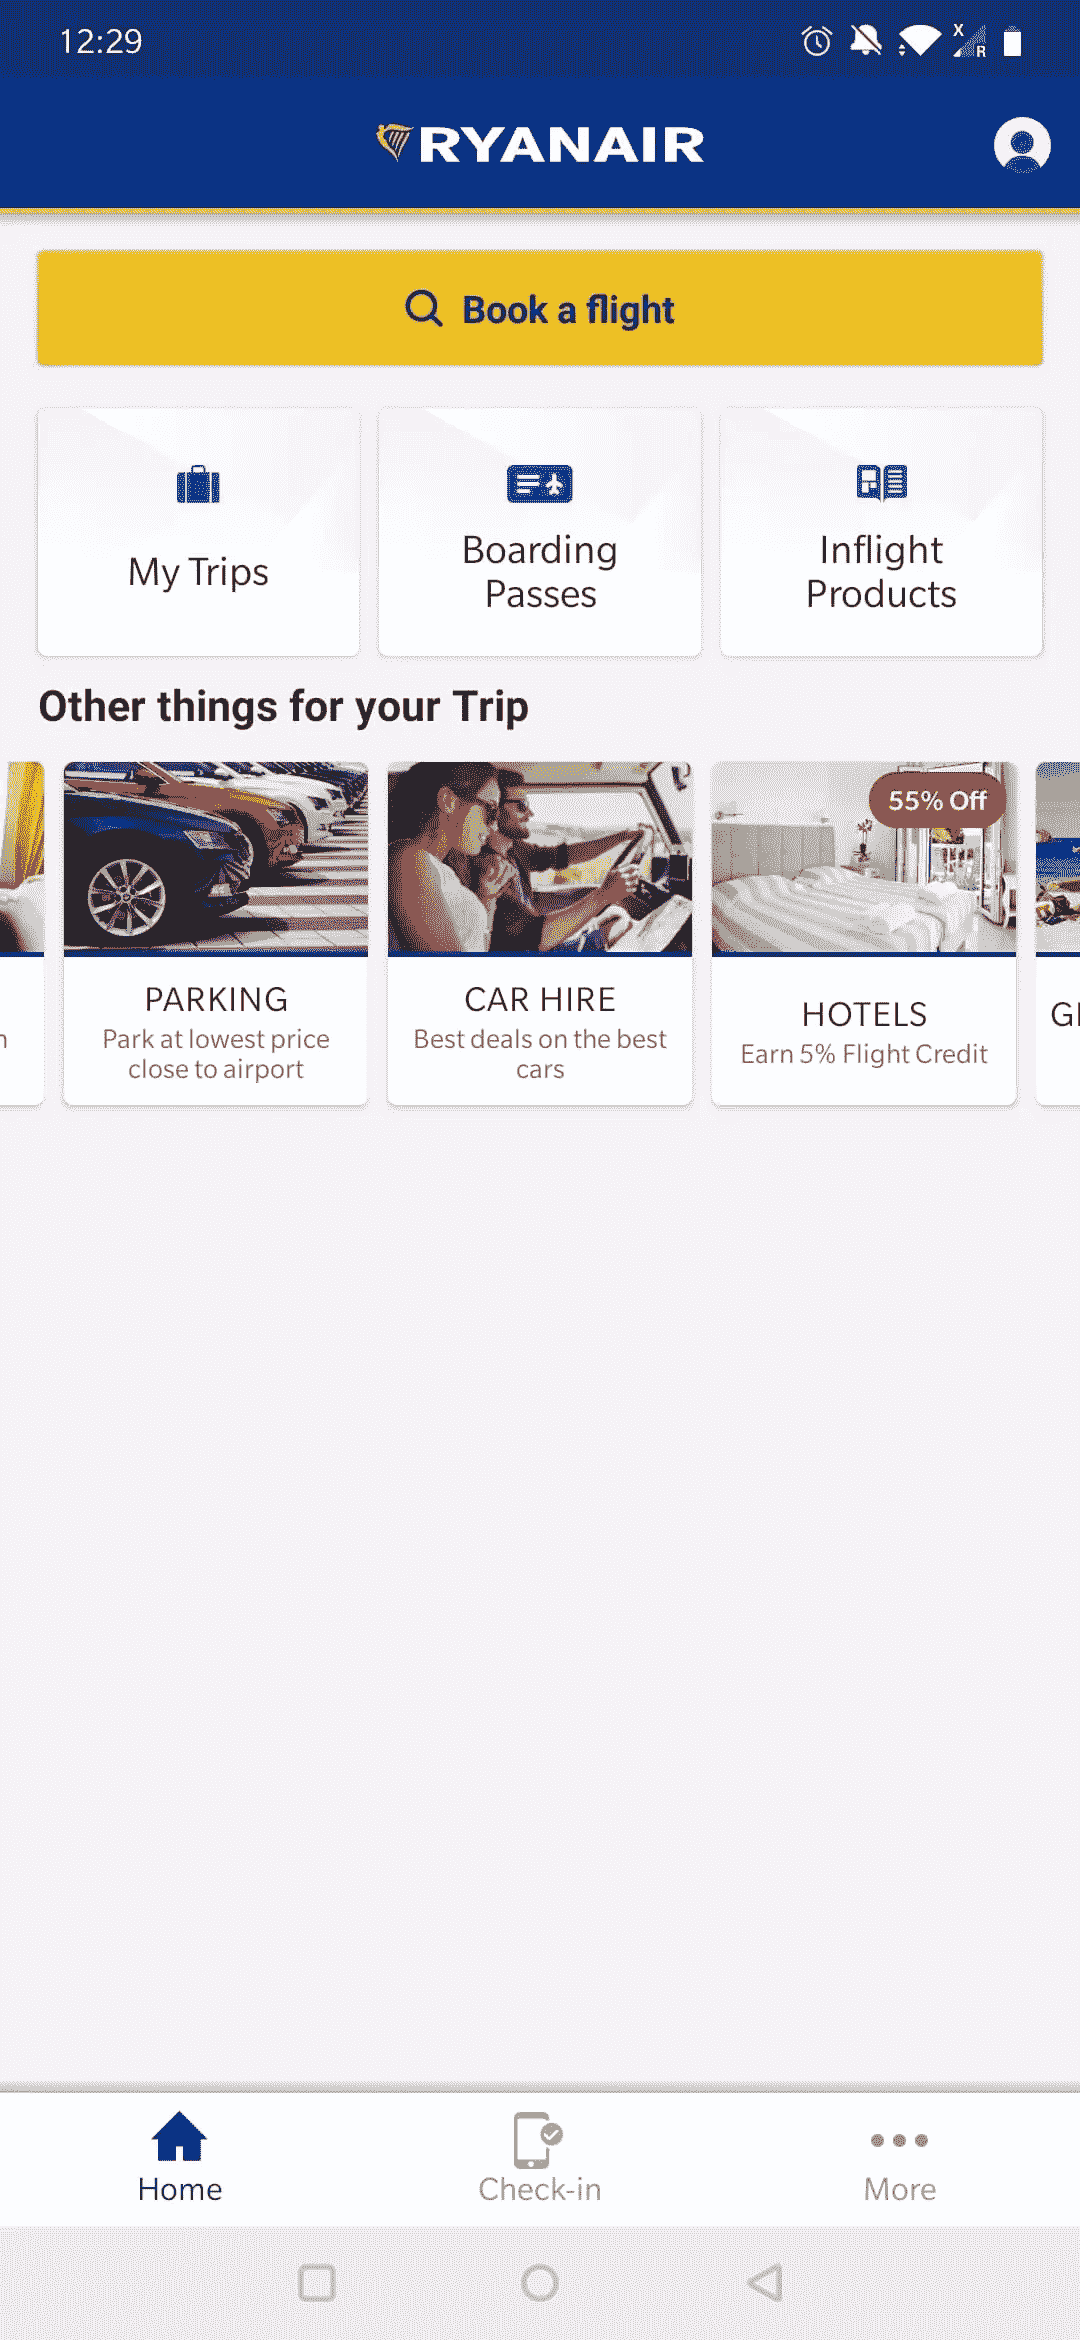 12:29
RYANAIR
Book a flight
My Trips
Boarding
Passes
Inflight
Products
Other things for your Trip
55% Off
PARKING
Park at lowest price
close to airport
CAR HIRE
Best deals on the best
cars
HOTELS
Earn 5% Flight Credit
Home
Check-in
More